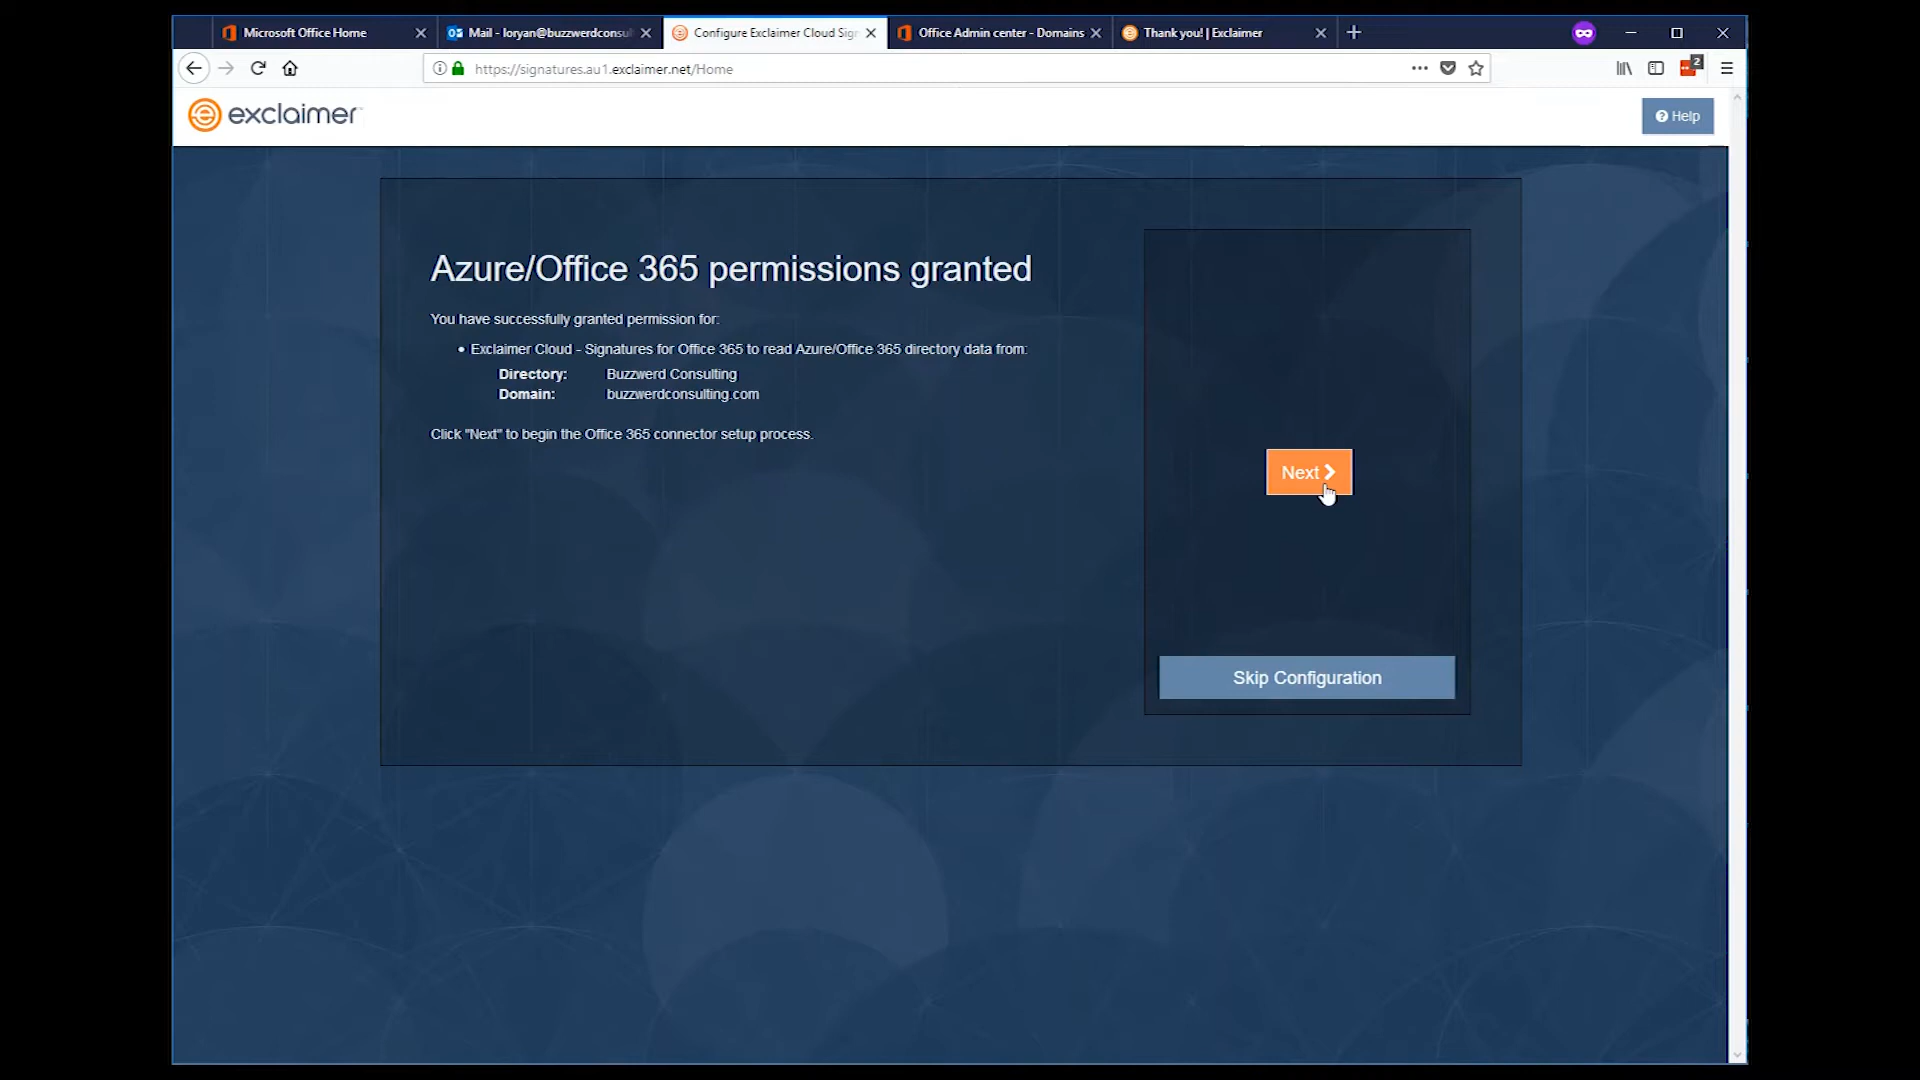 Microsoft Office Home
Mail - loryan@buzzwerdconsul
Configure Exclaimer Cloud Sig
Office Admin center - Domains
Thank you! | Exclaimer
https://signatures.au1.exclaimer.net/Home
2
exclaimer
Help
Azure/Office 365 permissions granted
You have successfully granted permission for:
• Exclaimer Cloud - Signatures for Office 365 to read Azure/Office 365 directory data from:
Directory: Buzzwerd Consulting
Domain: buzzwerdconsulting.com
Click "Next" to begin the Office 365 connector setup process.
Next
Skip Configuration